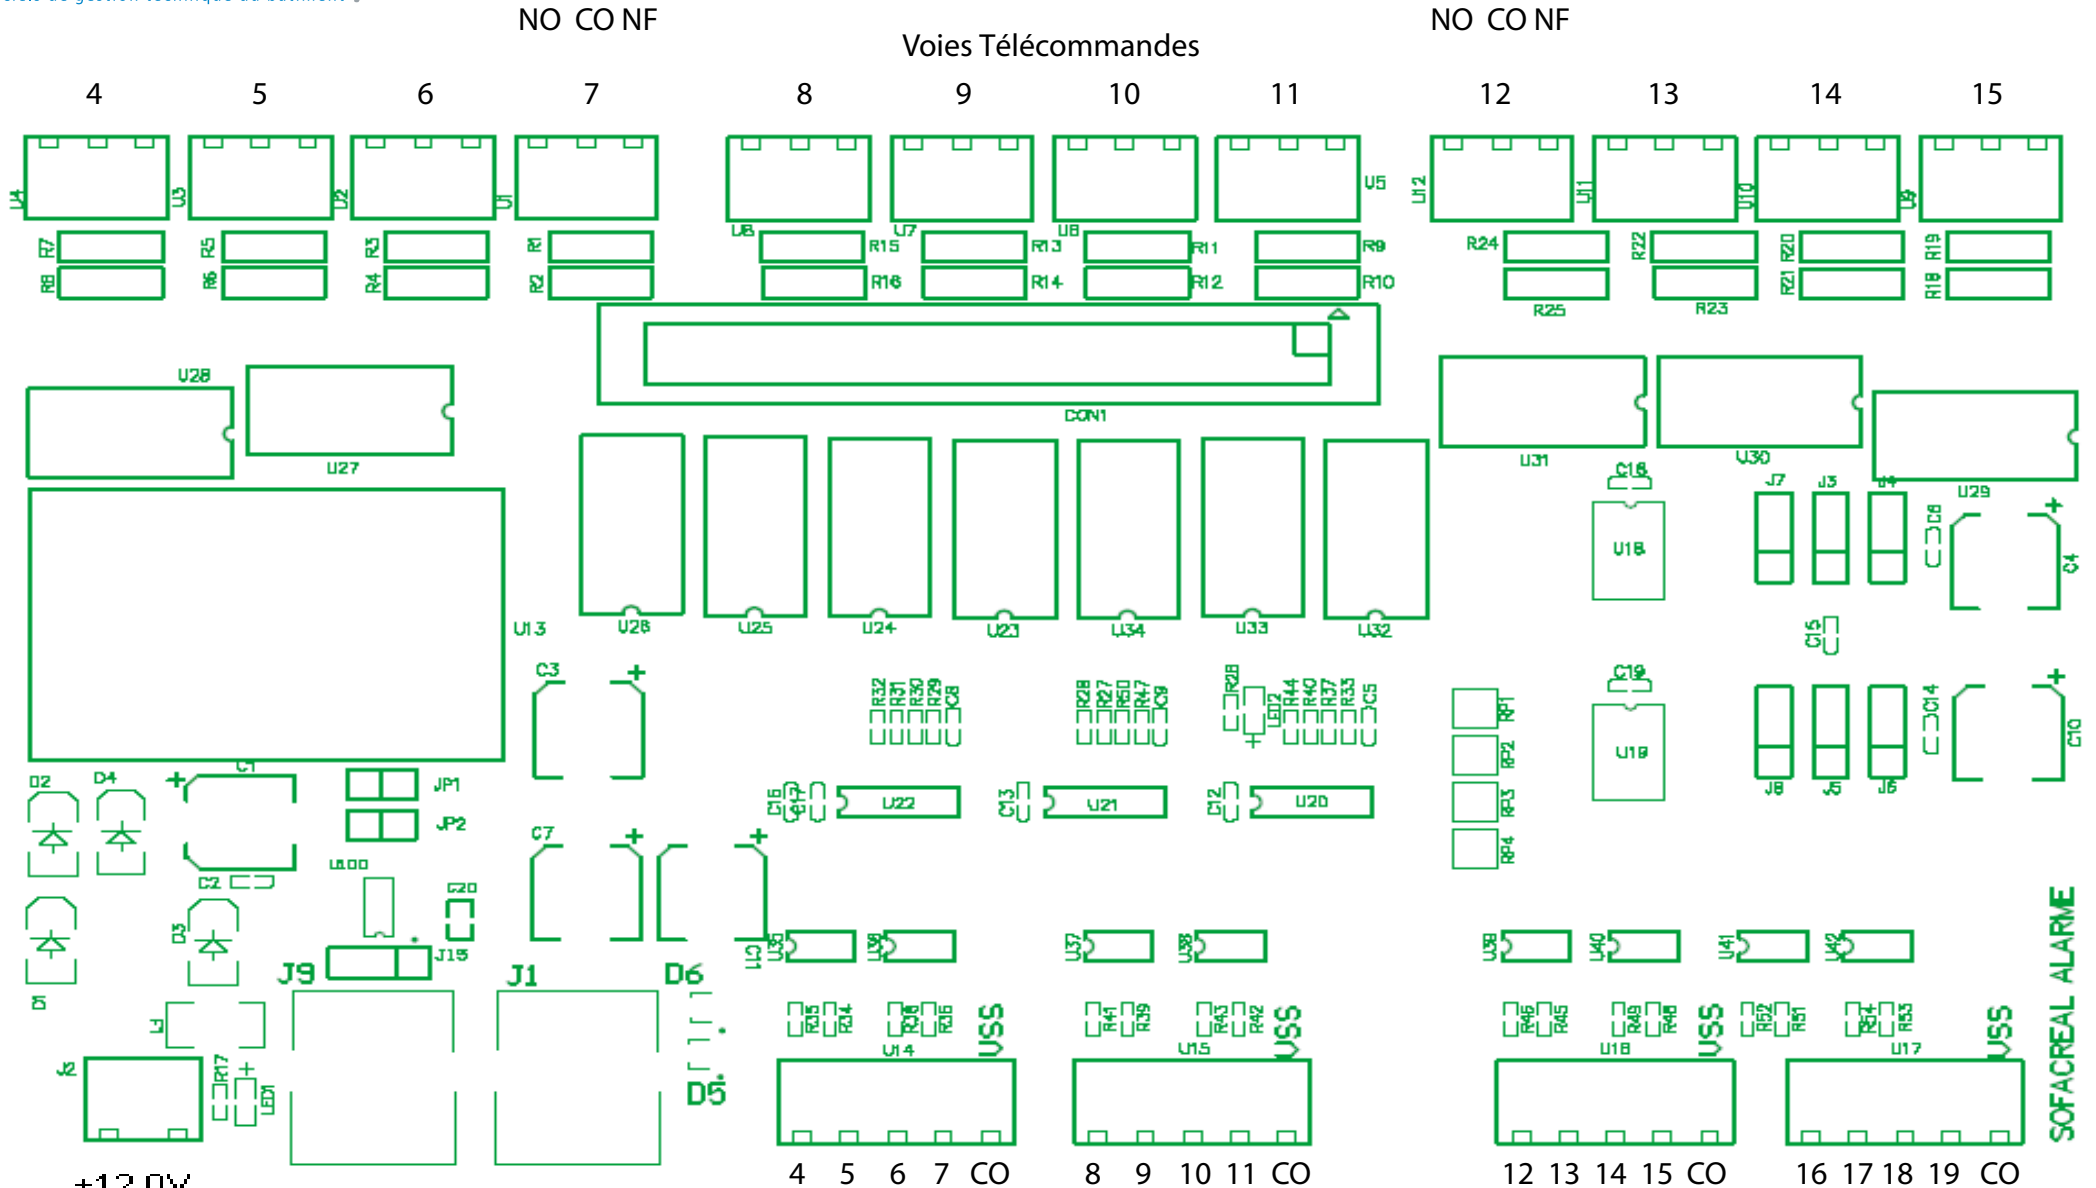 NO CO NF NO CO NF
Voies Télécommandes
4 5 6 7 8 9 10 11 12 13 14 15
U4 U3 U2 U1 U5 U12 U11 U10 U9
U6 U7 U8
R7 R5 R3 R1 R15 R13 R11 R9 R24 R22 R20 R19
R8 R6 R4 R2 R16 R14 R12 R10 R21 R18
R25 R23
U28
CON1
U27 U31 U30
C18 J7 J3 J4 U29
C6
U18 C4
U13 U26 U25 U24 U23 U34 U33 U32
C15
C3 C19
R32 R31 R30 R29 C8 R28 R27 R50 R47 C9 R26 LED2 R44 R40 R37 R33 C5 RP1 C14 C10
RP2 U19
D2 D4 C1 JP1 J8 J5 J6
C16 C17 U22 C13 U21 C12 U20 RP3
JP2 C7
RP4
U100
C2 C20
D3 U35 U36 U37 U38 U39 U40 U41 U42
J15 C11
J9 J1 D6
D1
L1 R35 R34 R38 R36 VSS R41 R39 R43 R42 VSS R46 R45 R49 R48 VSS R52 R51 R54 R53 VSS
U14 U15 U16 U17
J2 R17 LED1 D5
SOFACREAL ALARME
4 5 6 7 CO 8 9 10 11 CO 12 13 14 15 CO 16 17 18 19 CO